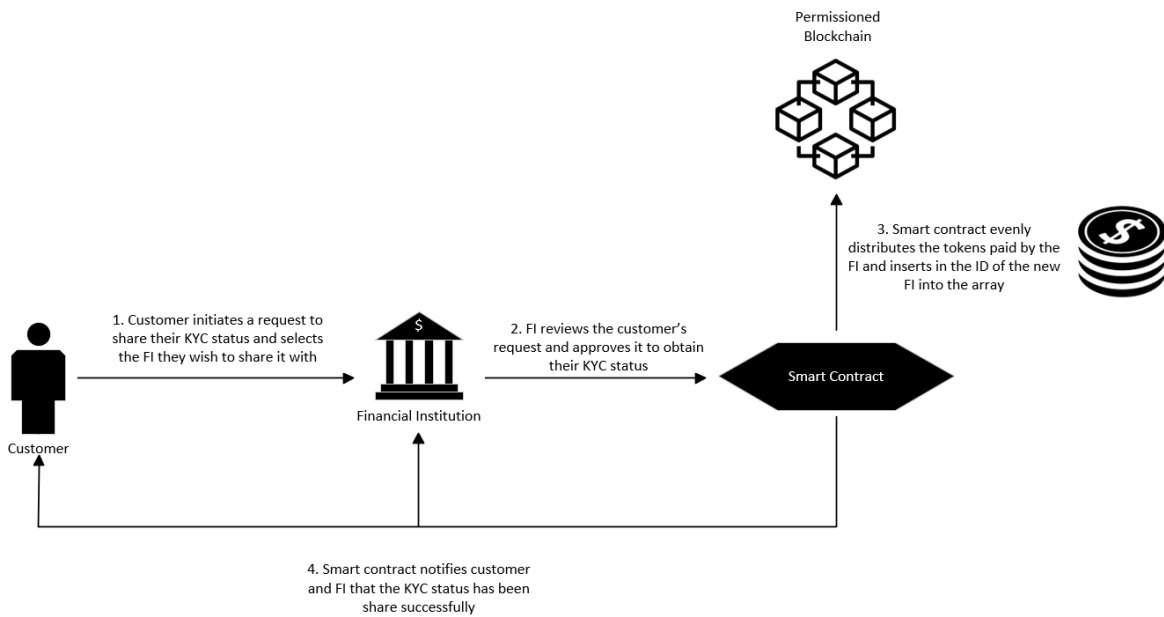 Permissioned
Blockchain
3. Smart contract evenly
distributes the tokens paid by the
FI and inserts in the ID of the new
FI into the array
$
1. Customer initiates a request to
share their KYC status and selects
the FI they wish to share it with
$
2. FI reviews the customer's
request and approves it to obtain
their KYC status
Smart Contract
Financial Institution
Customer
4. Smart contract notifies customer
and FI that the KYC status has been
share successfully